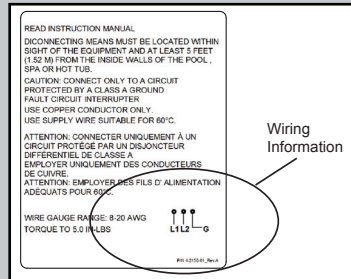 READ INSTRUCTION MANUAL
DICONNECTING MEANS MUST BE LOCATED WITHIN
SIGHT OF THE EQUIPMENT AND AT LEAST 5 FEET
(1.52 M) FROM THE INSIDE WALLS OF THE POOL ,
SPA OR HOT TUB.
CAUTION: CONNECT ONLY TO A CIRCUIT
PROTECTED BY A CLASS A GROUND
FAULT CIRCUIT INTERRUPTER
USE COPPER CONDUCTOR ONLY.
USE SUPPLY WIRE SUITABLE FOR 60°C.
ATTENTION: CONNECTER UNIQUEMENT À UN
CIRCUIT PROTÉGÉ PAR UN DISJONCTEUR
DIFFÉRENTIEL DE CLASSE A
EMPLOYER UNIQUEMENT DES CONDUCTEURS
DE CUIVRE.
ATTENTION: EMPLOYER DES FILS D' ALIMENTATION
ADÉQUATS POUR 60°C.
WIRE GAUGE RANGE: 8-20 AWG
TORQUE TO 5.0 IN-LBS
L1 L2 G
Wiring
Information